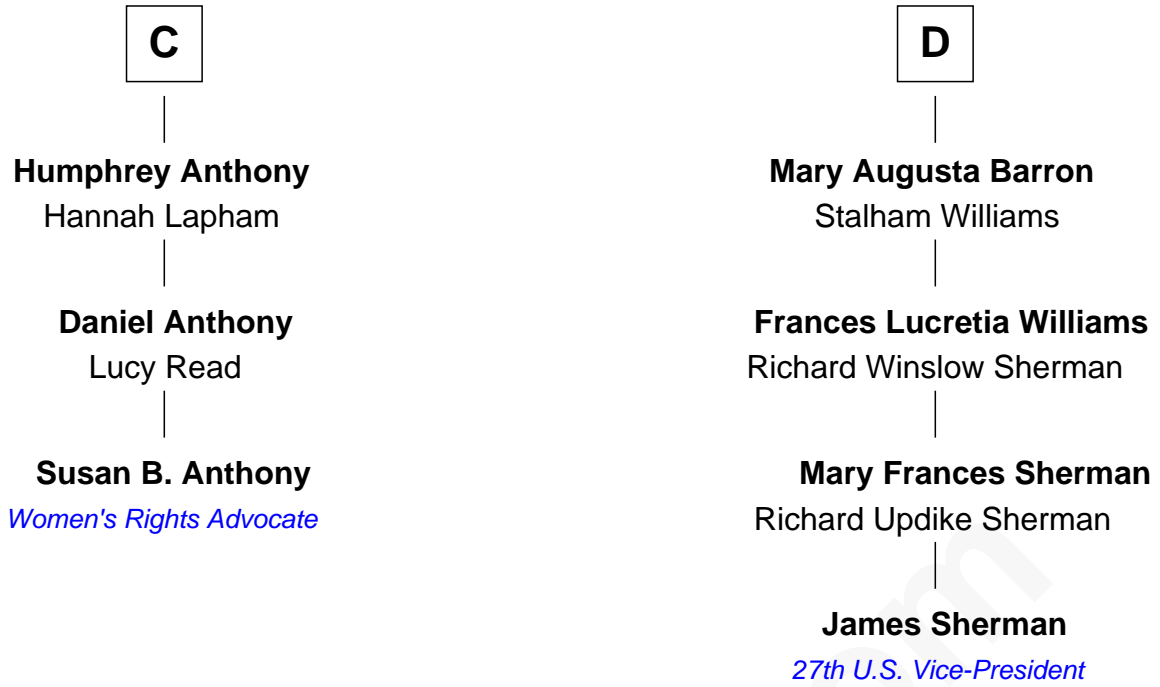 C
Humphrey Anthony
Hannah Lapham
Daniel Anthony
Lucy Read
Susan B. Anthony
Women's Rights Advocate
D
Mary Augusta Barron
Stalham Williams
Frances Lucretia Williams
Richard Winslow Sherman
Mary Frances Sherman
Richard Updike Sherman
James Sherman
27th U.S. Vice-President